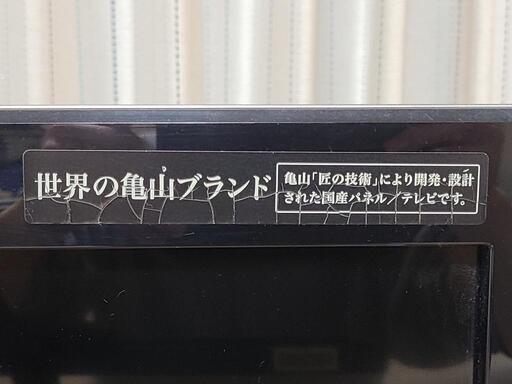 世界の亀山ブランド
亀山「匠の技術」により開発・設計
された国産パネル/テレビです。